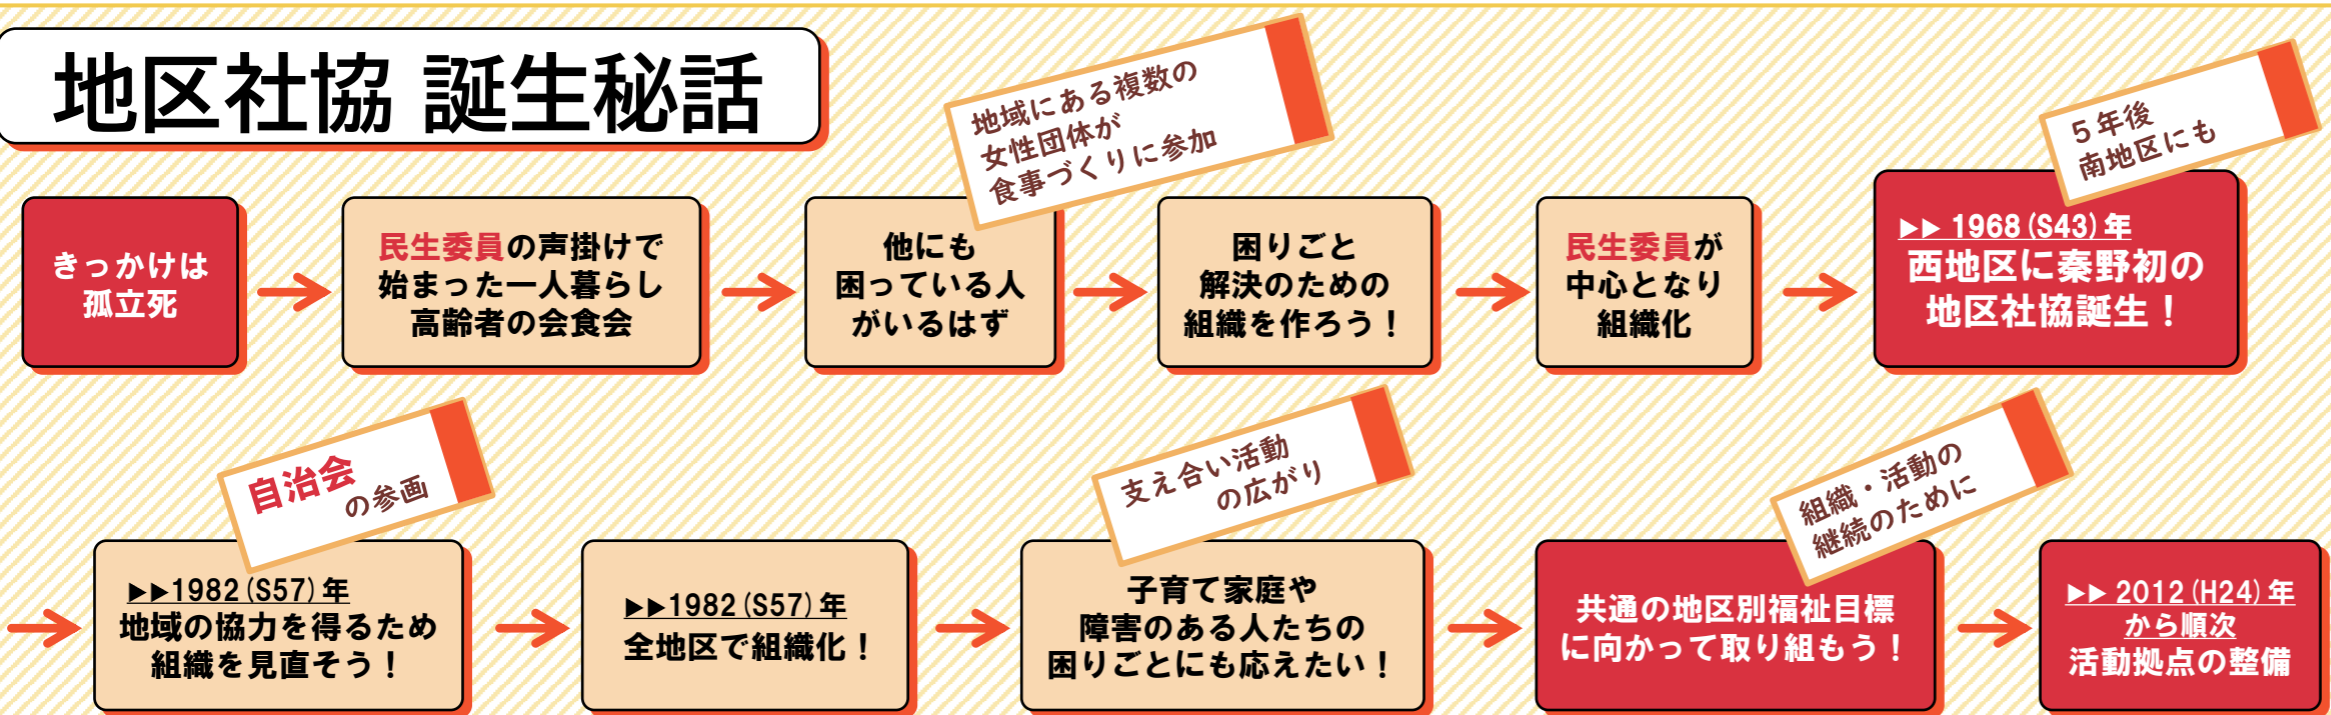 地区社協 誕生秘話
きっかけは
孤立死
民生委員の声掛けで
始まった一人暮らし
高齢者の会食会
地域にある複数の
女性団体が
食事づくりに参加
他にも
困っている人
がいるはず
困りごと
解決のための
組織を作ろう！
民生委員が
中心となり
組織化
5年後
南地区にも
▶▶ 1968(S43)年
西地区に秦野初の
地区社協誕生！
自治会
の参画
▶▶1982(S57)年
地域の協力を得るため
組織を見直そう！
▶▶1982(S57)年
全地区で組織化！
支え合い活動
の広がり
子育て家庭や
障害のある人たちの
困りごとにも応えたい！
共通の地区別福祉目標
に向かって取り組もう！
組織・活動の
継続のために
▶▶ 2012(H24)年
から順次
活動拠点の整備